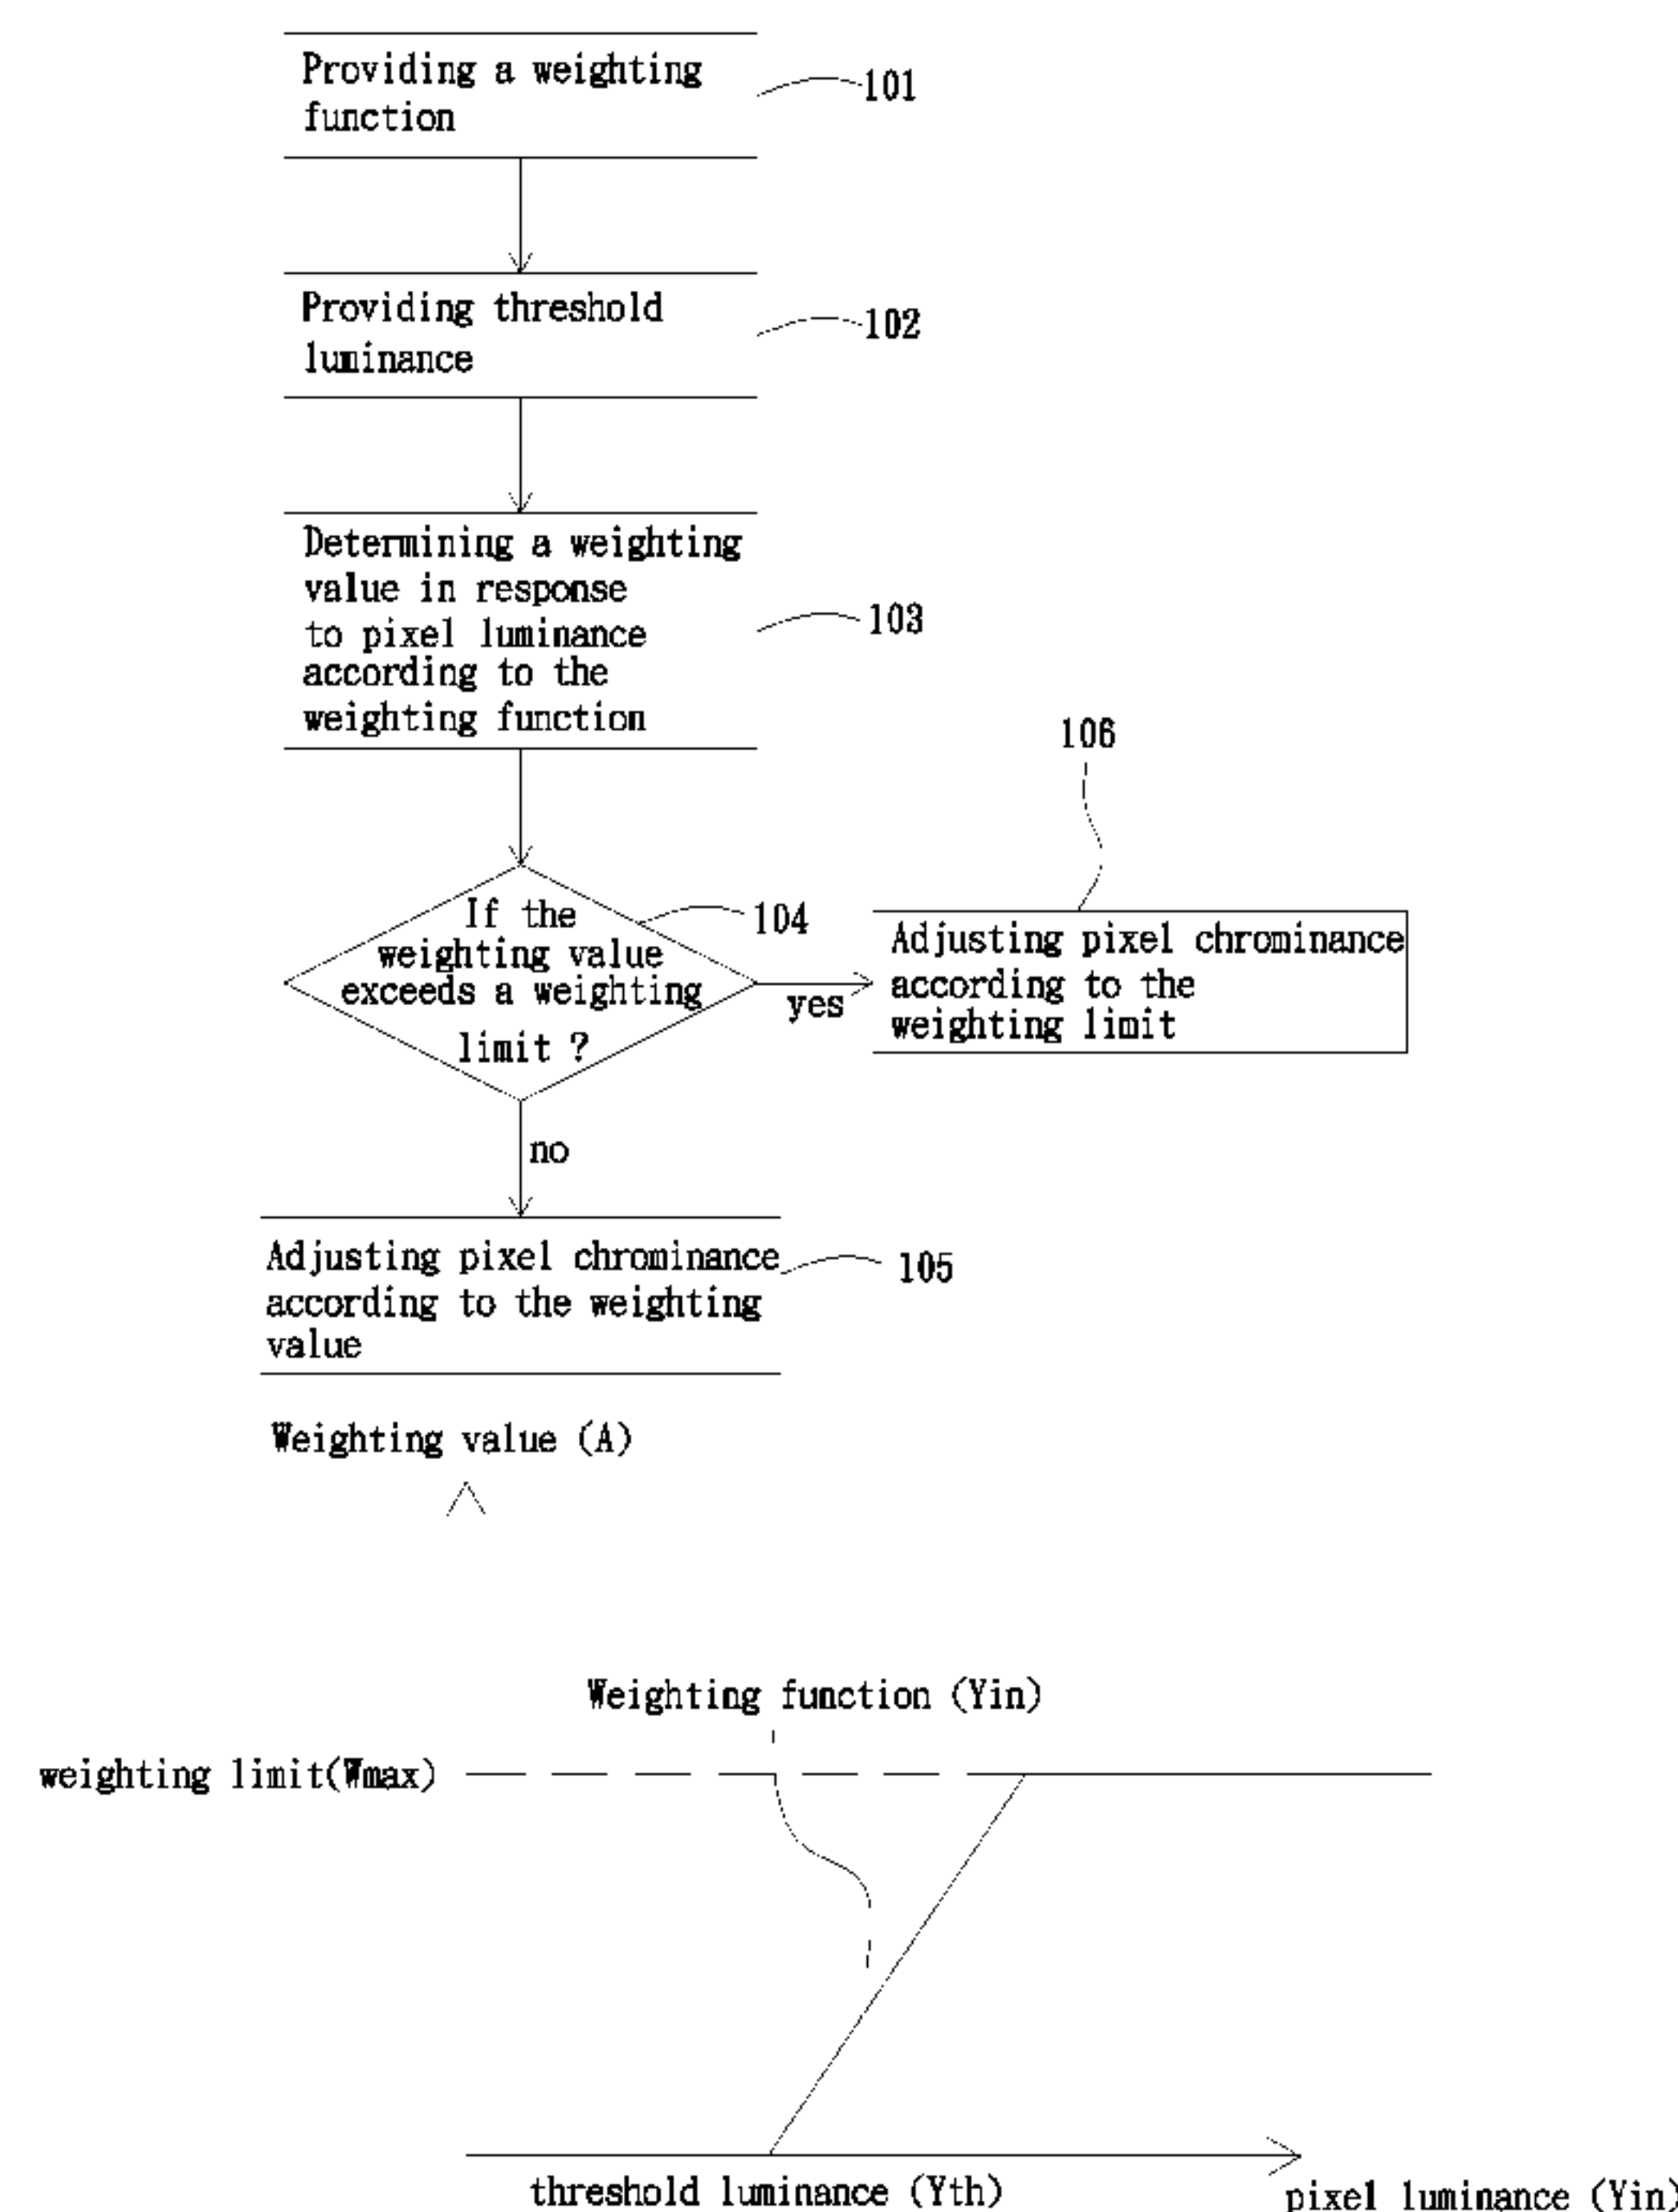 Providing a weighting
function
101
Providing threshold
luminance
102
Determining a weighting
value in response
to pixel luminance
according to the
weighting function
103
106
If the
weighting value
exceeds a weighting
limit ?
104
yes
Adjusting pixel chrominance
according to the
weighting limit
no
Adjusting pixel chrominance
according to the weighting
value
105
Weighting value (A)
Weighting function (Yin)
weighting limit(Wmax)
threshold luminance (Yth)
pixel luminance (Yin)